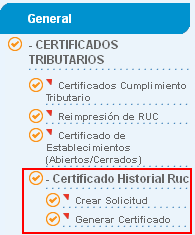 General
- CERTIFICADOS
TRIBUTARIOS
Certificados Cumplimiento
Tributario
Reimpresión de RUC
Certificado de
Establecimientos
(Abiertos/Cerrados)
- Certificado Historial Ruc
Crear Solicitud
Generar Certificado